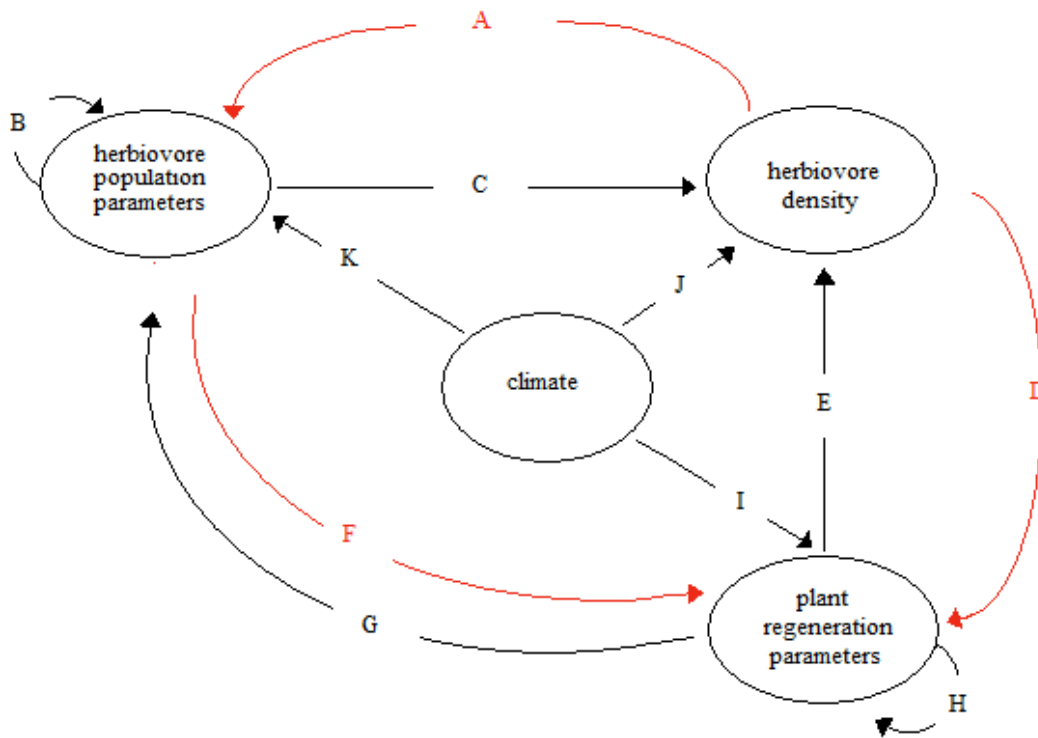 A
B
herbiovore
population
parameters
C
herbiovore
density
K
J
climate
D
E
I
F
G
plant
regeneration
parameters
H